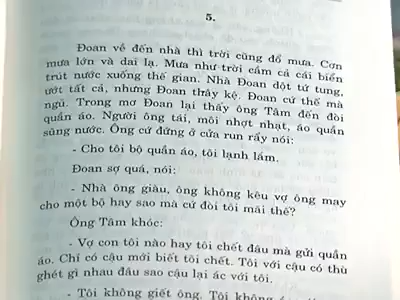 5.
Đoan về đến nhà thì trời cũng đổ mưa. Cơn
mưa lớn và dai lạ. Mưa như trời cầm cả cái biển
trút nước xuống thế gian. Nhà Đoan dột tứ tung,
ướt tất cả, nhưng Đoan thây kệ. Đoan cứ thế mà
ngủ. Trong mơ Đoan lại thấy ông Tâm đến đòi
quần áo. Người ông tái, môi nhợt nhạt, áo quần
sũng nước. Ông cứ đứng ở cửa run rẩy nói:
- Cho tôi bộ quần áo, tôi lạnh lắm.
Đoan sợ quá, nói:
- Nhà ông giàu, ông không kêu vợ ông may
cho một bộ hay sao mà cứ đòi tôi mãi thế?
Ông Tâm khóc:
- Vợ con tôi nào hay tôi chết đâu mà gửi quần
áo. Chỉ có cậu mới biết tôi chết. Tôi với cậu có thù
ghét gì nhau đâu sao cậu lại ác với tôi.
- Tôi không giết ông. Tôi không